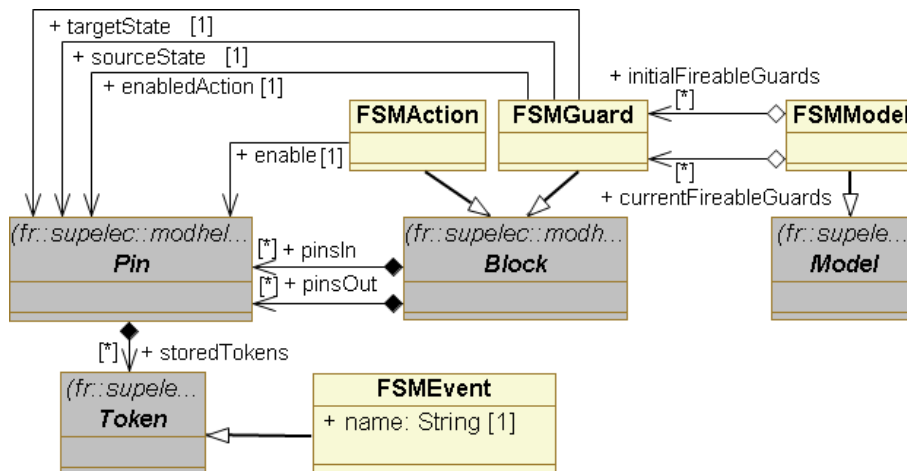 + targetState [1]
+ sourceState [1]
+ enabledAction [1]
+ initialFireableGuards
[*]
FSMAction
FSMGuard
FSMModel
+ enable [1]
[*]
+ currentFireableGuards
(fr::supelec::modhel...
Pin
[*] + pinsIn
[*] + pinsOut
(fr::supelec::modh...
Block
(fr::supele...
Model
[*] + storedTokens
(fr::supele...
Token
FSMEvent
+ name: String [1]